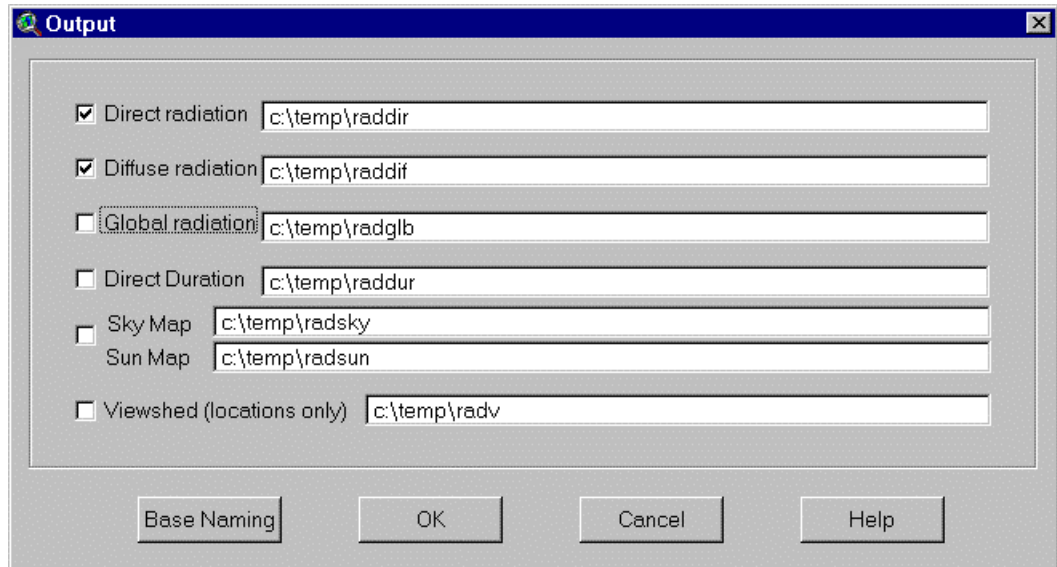 Output
Direct radiation c:\temp\raddir
Diffuse radiation c:\temp\raddif
Global radiation c:\temp\radglb
Direct Duration c:\temp\raddur
Sky Map c:\temp\radsky
Sun Map c:\temp\radsun
Viewshed (locations only) c:\temp\radv
Base Naming OK Cancel Help